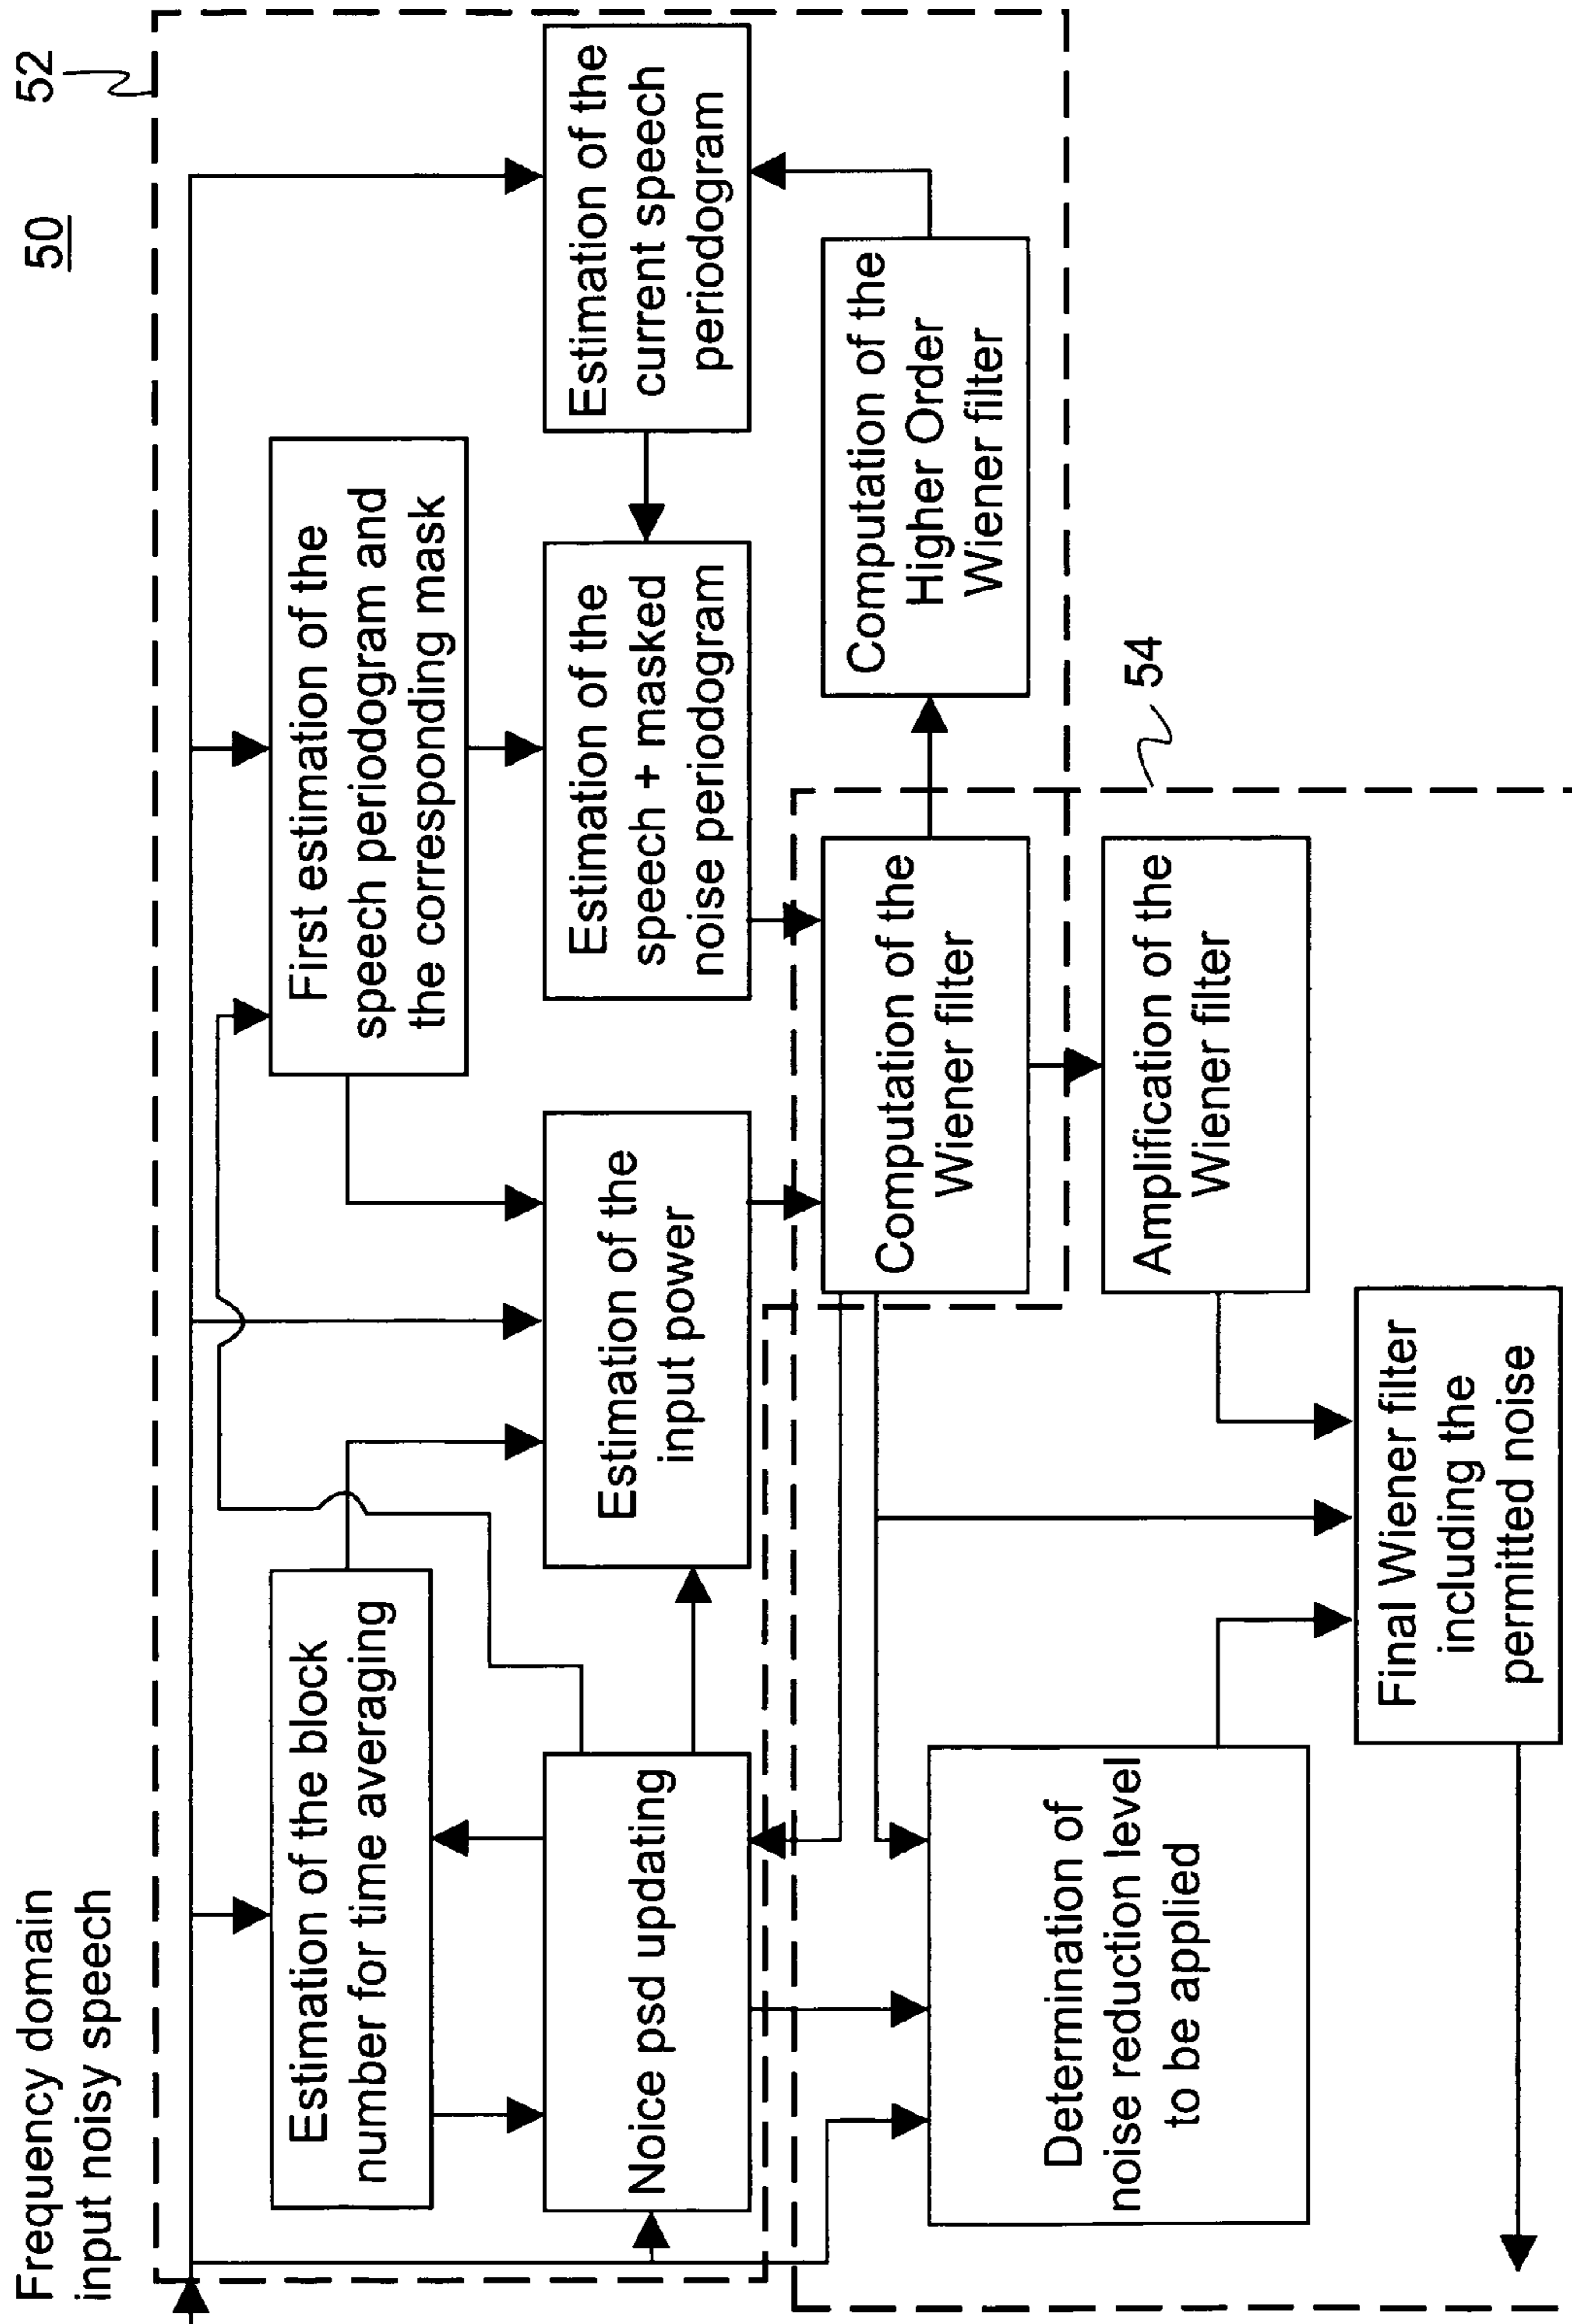 Frequency domain
input noisy speech
50
52
Estimation of the block
number for time averaging
First estimation of the
speech periodogram and
the corresponding mask
Noice psd updating
Estimation of the
input power
Estimation of the
speech + masked
noise periodogram
Estimation of the
current speech
periodogram
Computation of the
Wiener filter
Computation of the
Higher Order
Wiener filter
54
Determination of
noise reduction level
to be applied
Amplification of the
Wiener filter
Final Wiener filter
including the
permitted noise